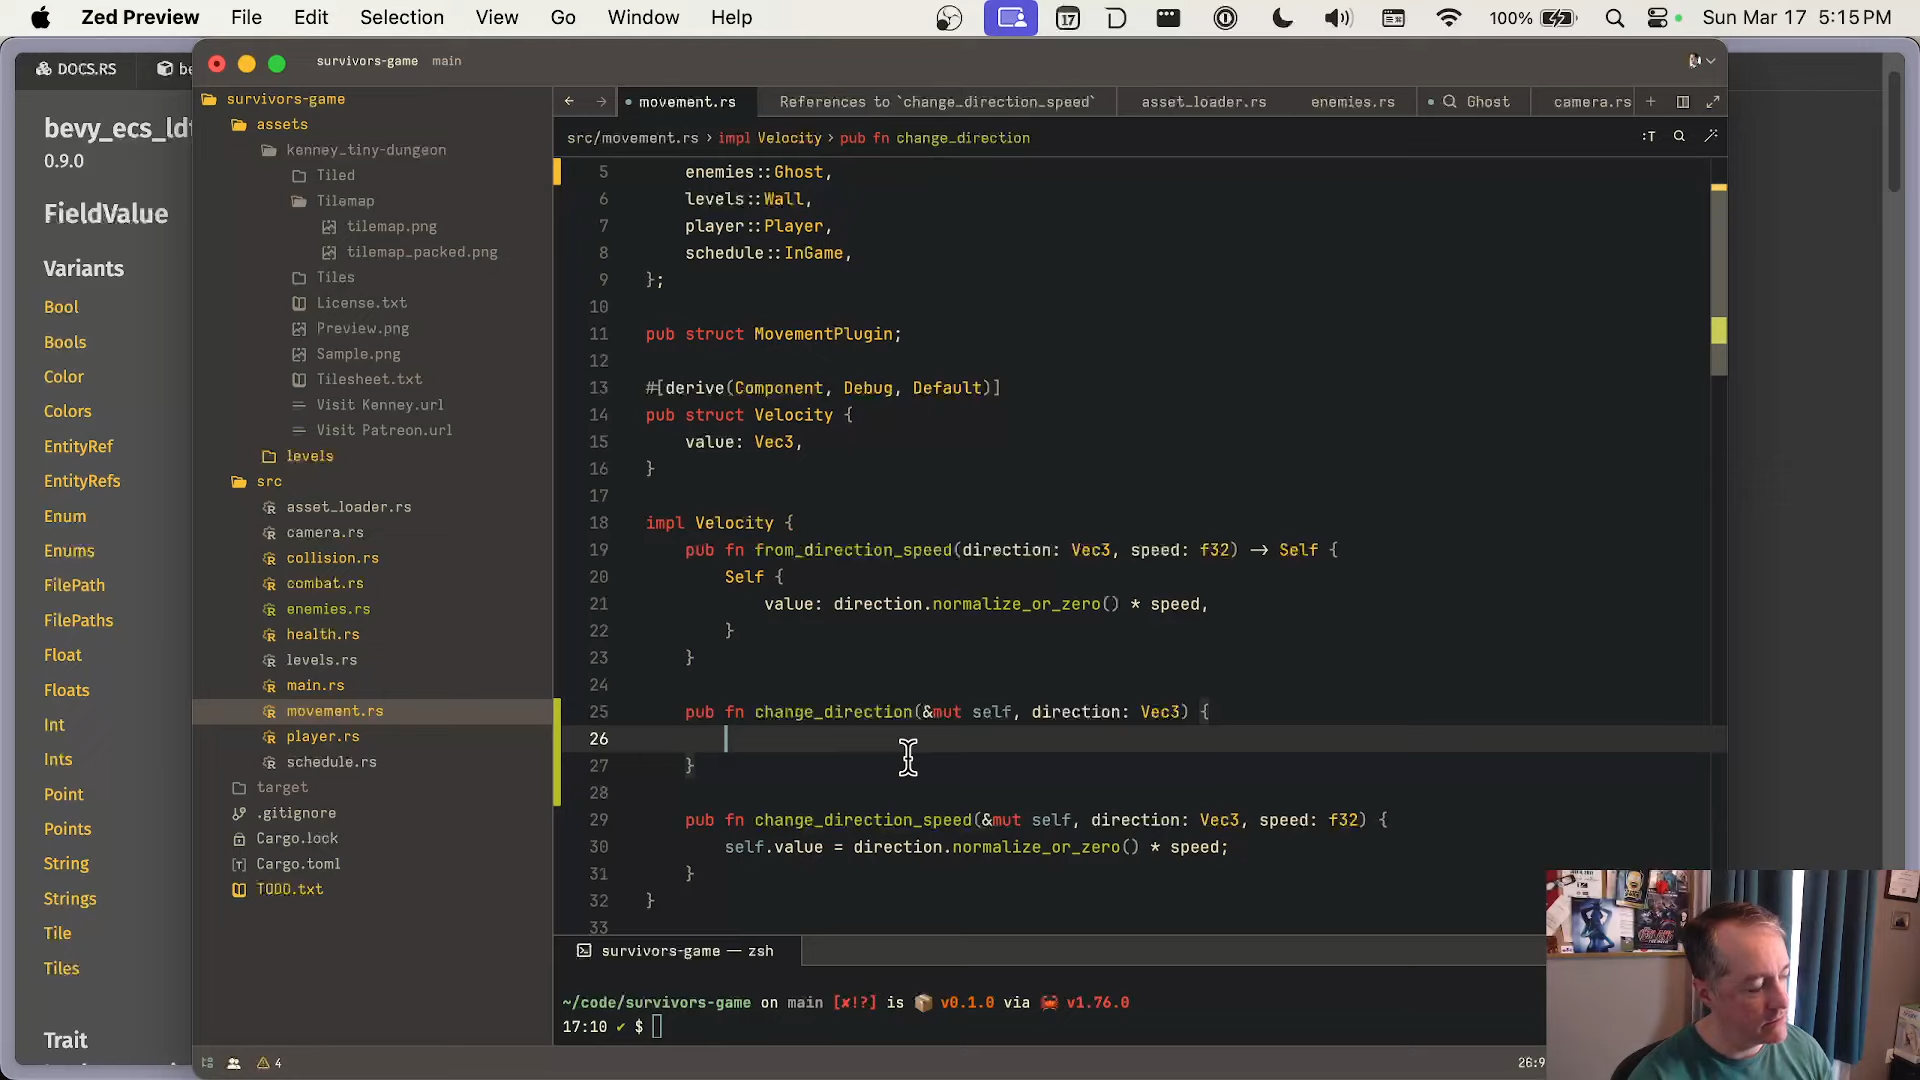 Zed Preview File Edit Selection View Go Window Help
17
100%
Sun Mar 17 5:15 PM
DOCS.RS
be
bevy_ecs_ldt
0.9.0
FieldValue
Variants
Bool
Bools
Color
Colors
EntityRef
EntityRefs
Enum
Enums
FilePath
FilePaths
Float
Floats
Int
Ints
Point
Points
String
Strings
Tile
Tiles
Trait
survivors-game main
survivors-game
assets
kenney_tiny-dungeon
Tiled
Tilemap
tilemap.png
tilemap_packed.png
Tiles
License.txt
Preview.png
Sample.png
Tilesheet.txt
Visit Kenney.url
Visit Patreon.url
levels
src
asset_loader.rs
camera.rs
collision.rs
combat.rs
enemies.rs
health.rs
levels.rs
main.rs
movement.rs
player.rs
schedule.rs
target
.gitignore
Cargo.lock
Cargo.toml
TODO.txt
movement.rs
References to `change_direction_speed`
asset_loader.rs
enemies.rs
Ghost
camera.rs
src/movement.rs › impl Velocity › pub fn change_direction
5 enemies::Ghost,
6 levels::Wall,
7 player::Player,
8 schedule::InGame,
9 };
10
11 pub struct MovementPlugin;
12
13 #[derive(Component, Debug, Default)]
14 pub struct Velocity {
15 value: Vec3,
16 }
17
18 impl Velocity {
19 pub fn from_direction_speed(direction: Vec3, speed: f32) → Self {
20 Self {
21 value: direction.normalize_or_zero() * speed,
22 }
23 }
24
25 pub fn change_direction(&mut self, direction: Vec3) {
26
27 }
28
29 pub fn change_direction_speed(&mut self, direction: Vec3, speed: f32) {
30 self.value = direction.normalize_or_zero() * speed;
31 }
32 }
33
survivors-game — zsh
~/code/survivors-game on main [✘!?] is 📦 v0.1.0 via 🦀 v1.76.0
17:10 ✔ $
4
26:9